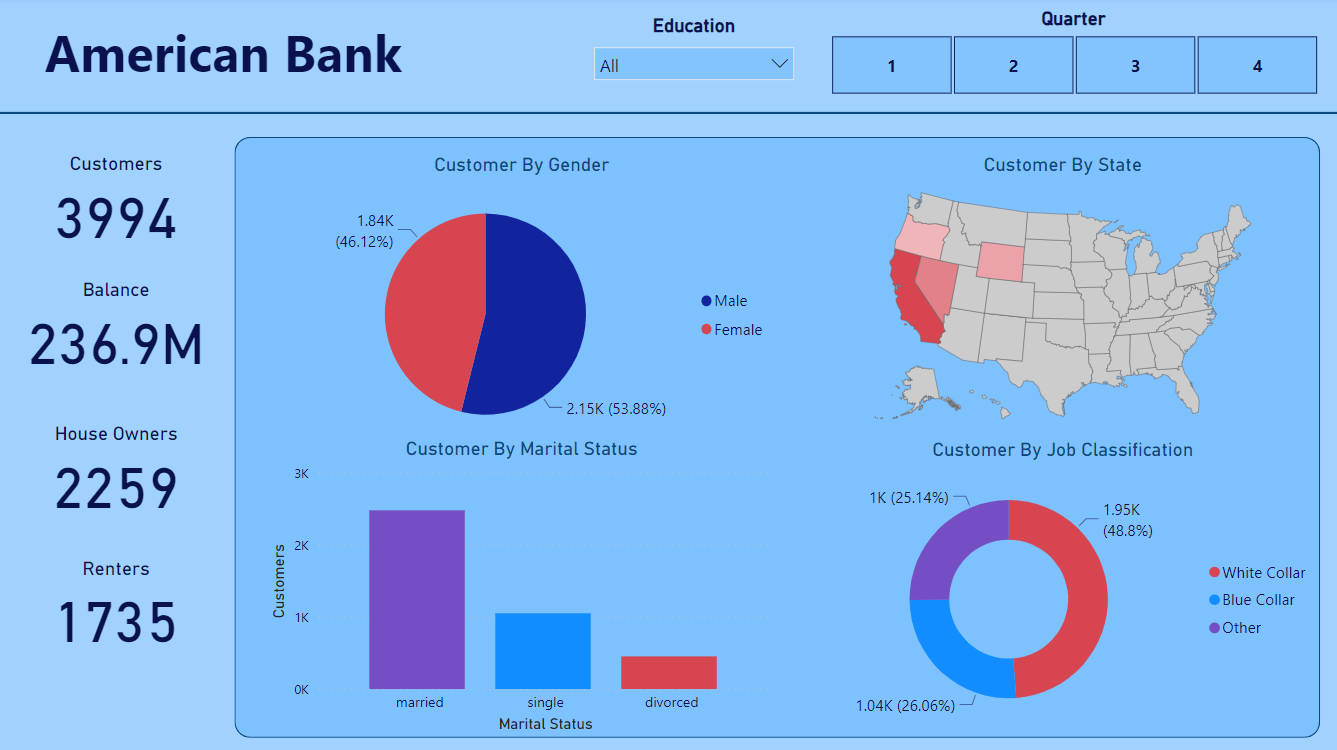 American Bank
Education
All
Quarter
1
2
3
4
Customers
3994
Balance
236.9M
House Owners
2259
Renters
1735
Customer By Gender
1.84K
(46.12%)
2.15K (53.88%)
Male
Female
Customer By State
Customer By Marital Status
3K
2K
1K
0K
Customers
married
single
divorced
Marital Status
Customer By Job Classification
1K (25.14%)
1.95K
(48.8%)
1.04K (26.06%)
White Collar
Blue Collar
Other